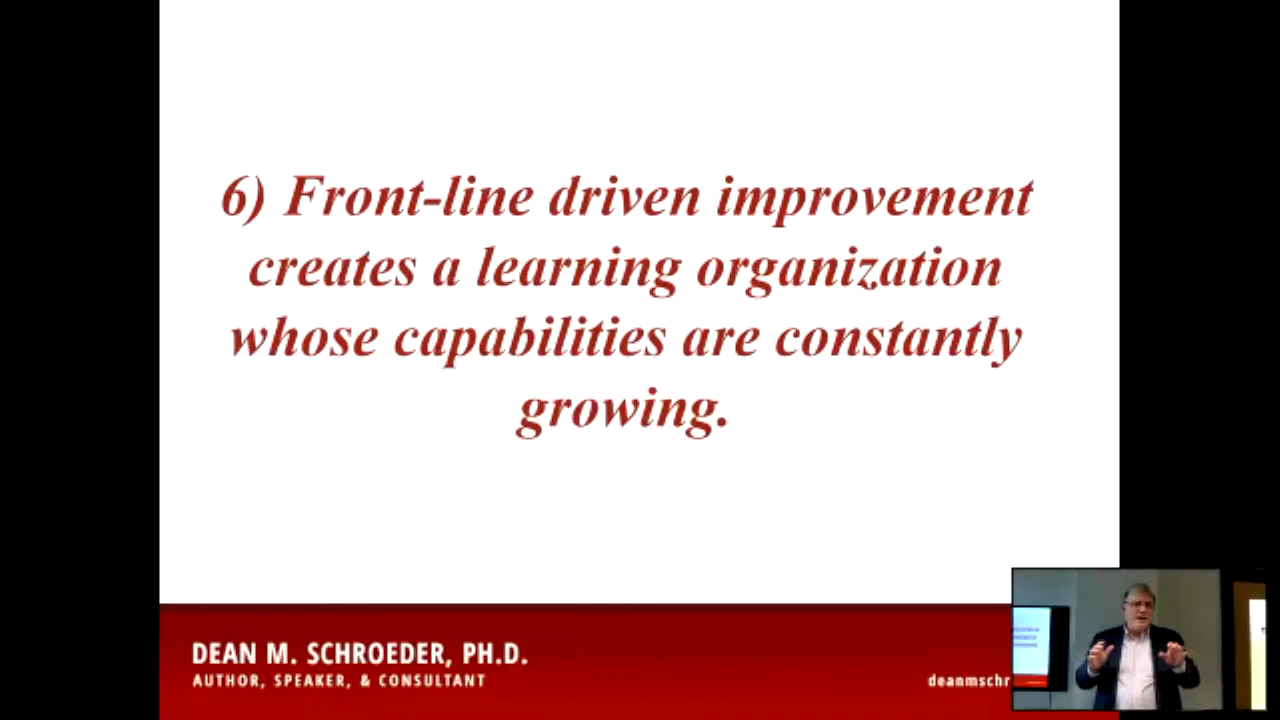 6) Front-line driven improvement
creates a learning organization
whose capabilities are constantly
growing.
DEAN M. SCHROEDER, PH.D.
AUTHOR, SPEAKER, & CONSULTANT
deanmschr